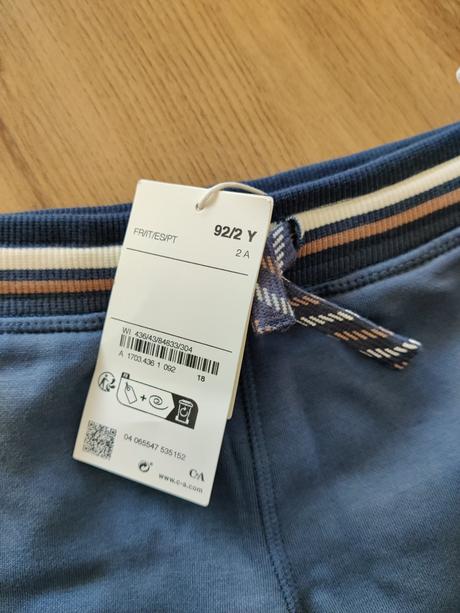 92/2 Y
FR/IT/ES/PT
2 A
WI 436/43/84833/304
A 1703.436 1 092
18
04 065547 535152
C&A
www.c-a.com